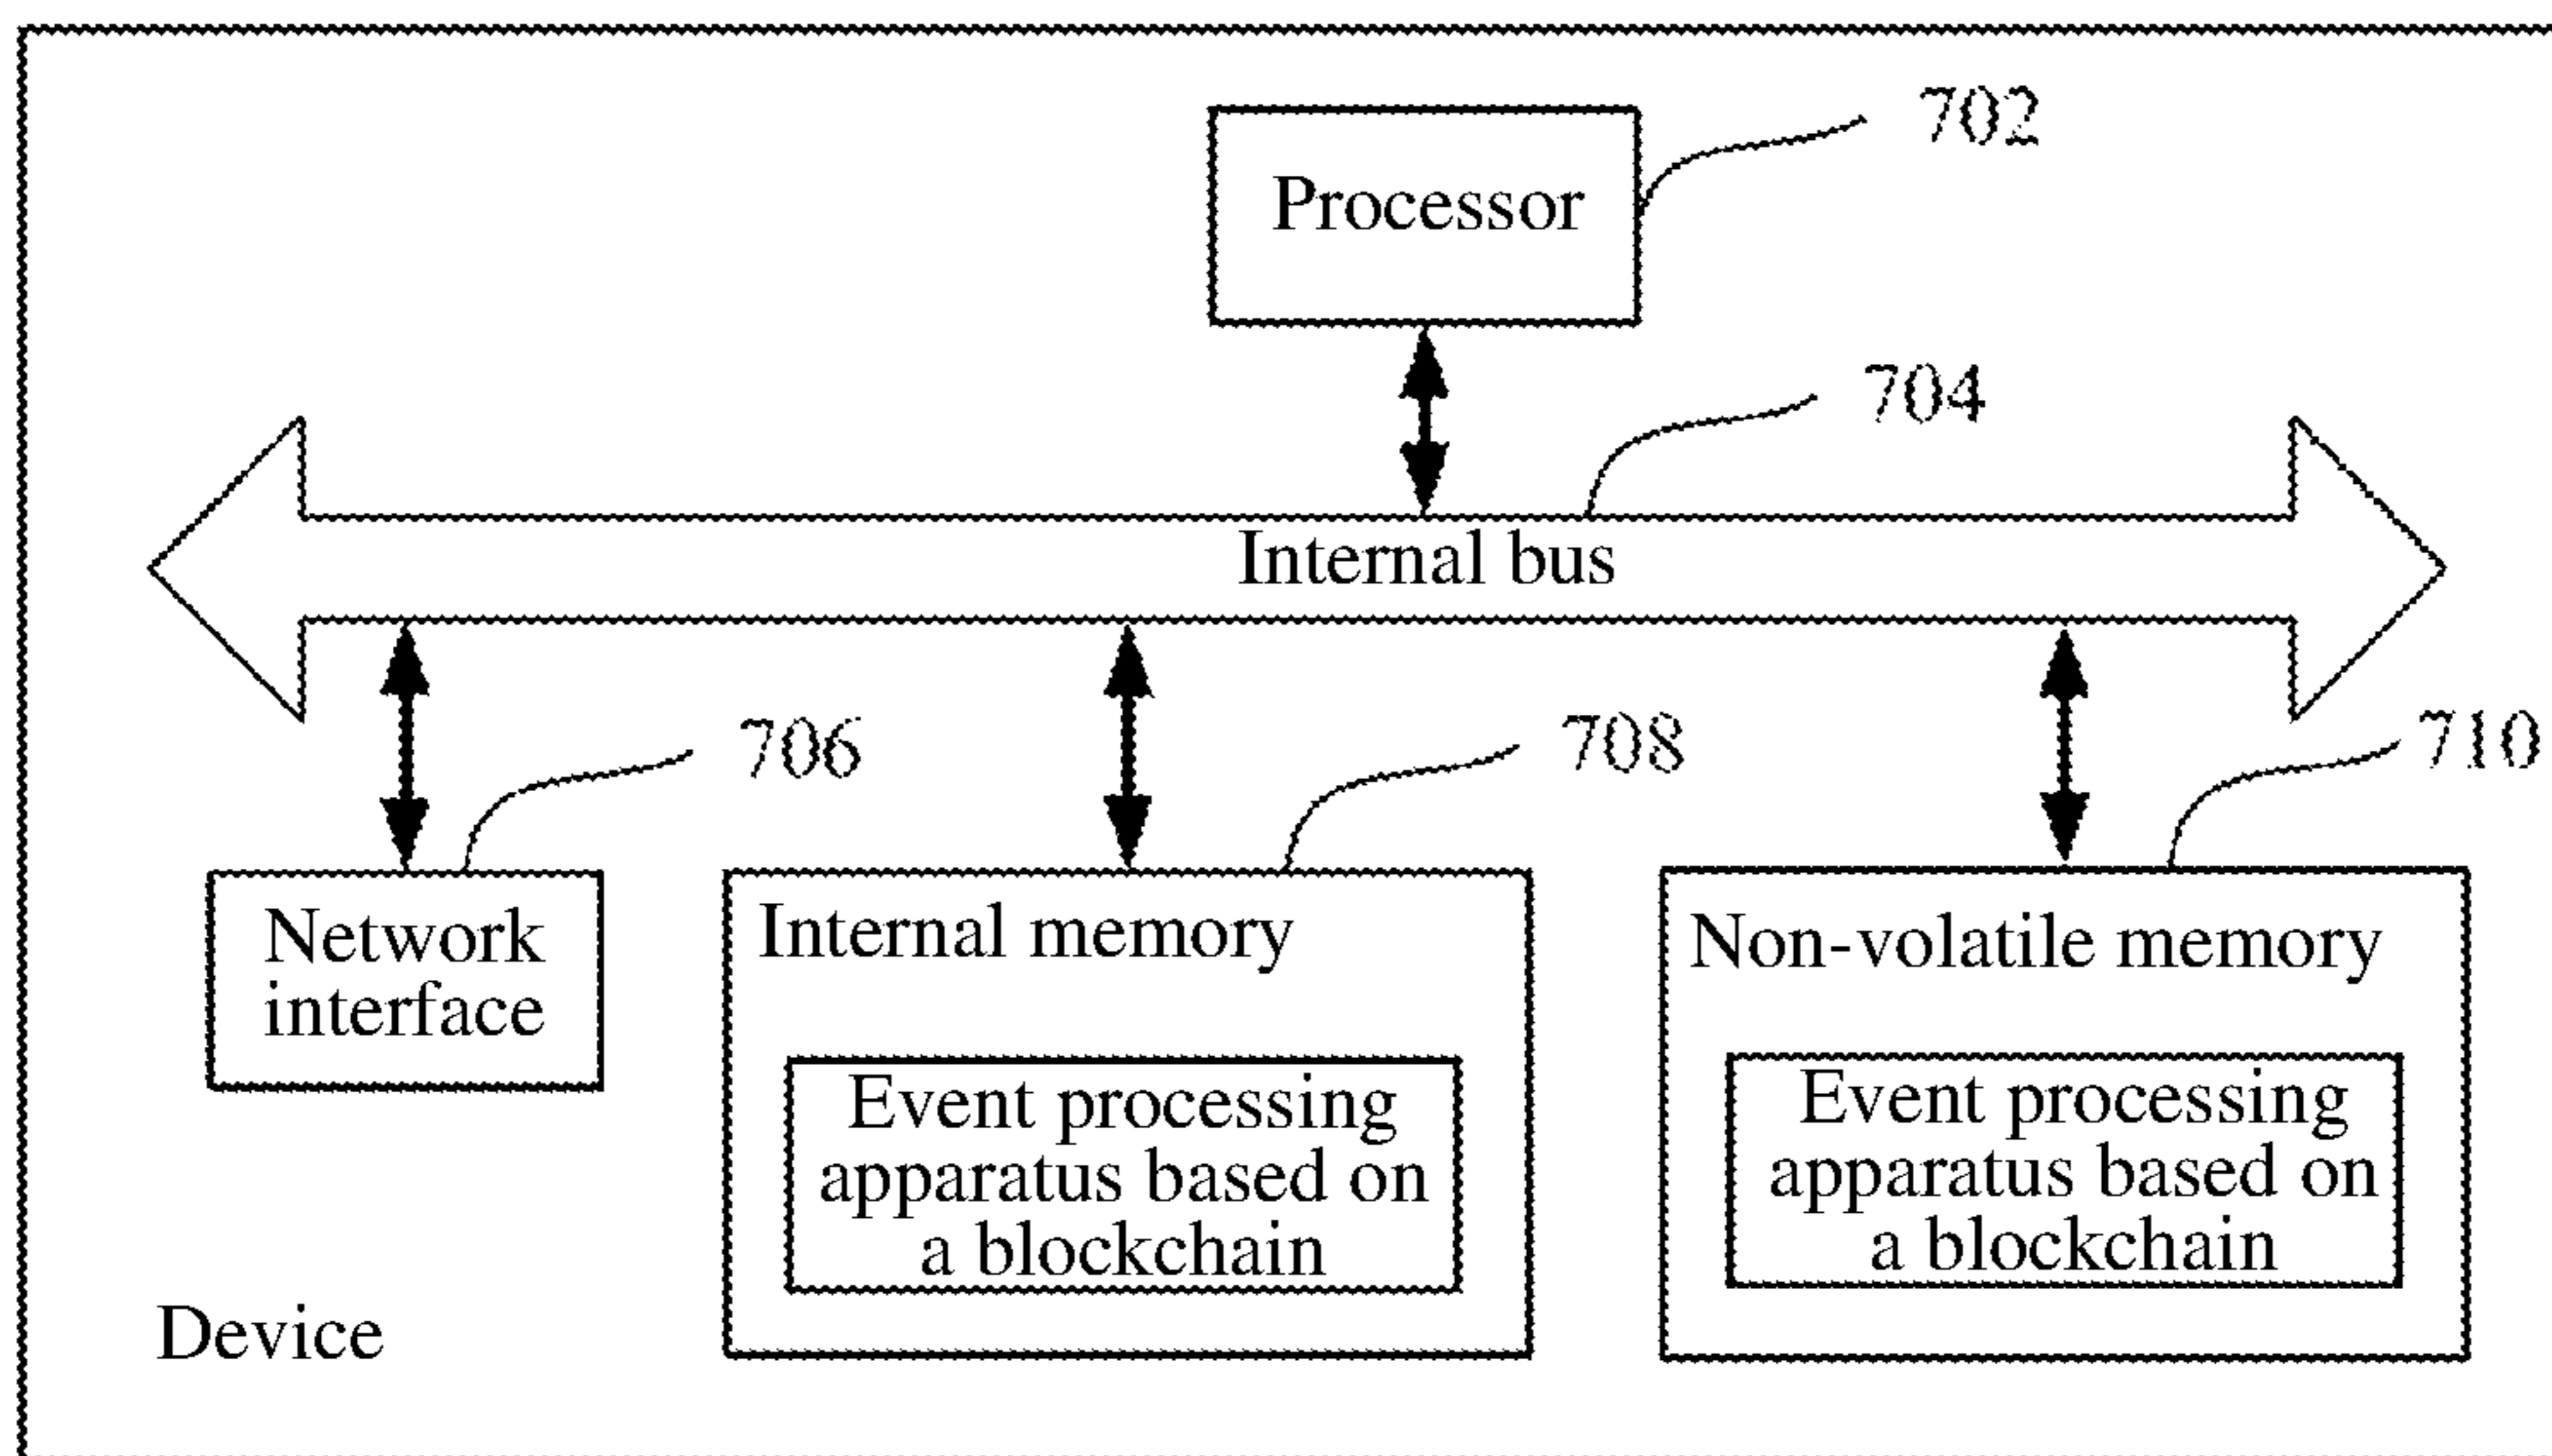 702
Processor
704
Internal bus
706
708
710
Network
interface
Internal memory
Event processing
apparatus based on
a blockchain
Non-volatile memory
Event processing
apparatus based on
a blockchain
Device